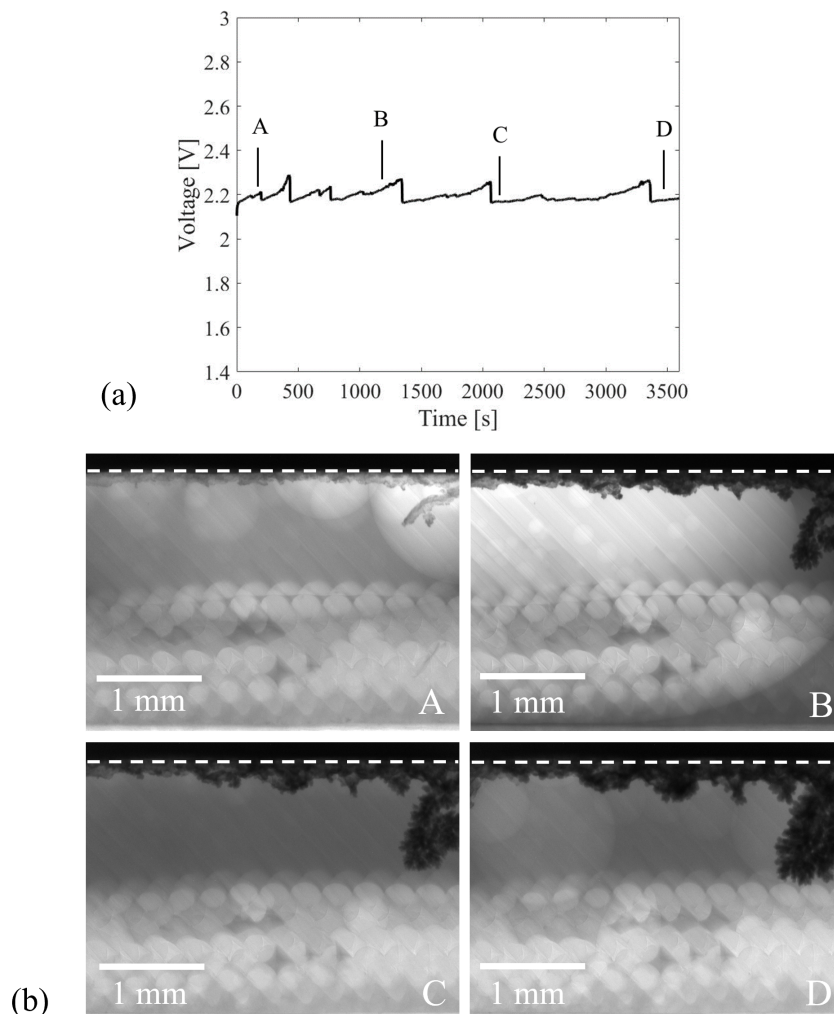 3
2.8
2.6
2.4
2.2
2
1.8
1.6
1.4
Voltage [V]
A
B
C
D
0 500 1000 1500 2000 2500 3000 3500
Time [s]
(a)
1 mm
A
1 mm
B
1 mm
C
1 mm
D
(b)